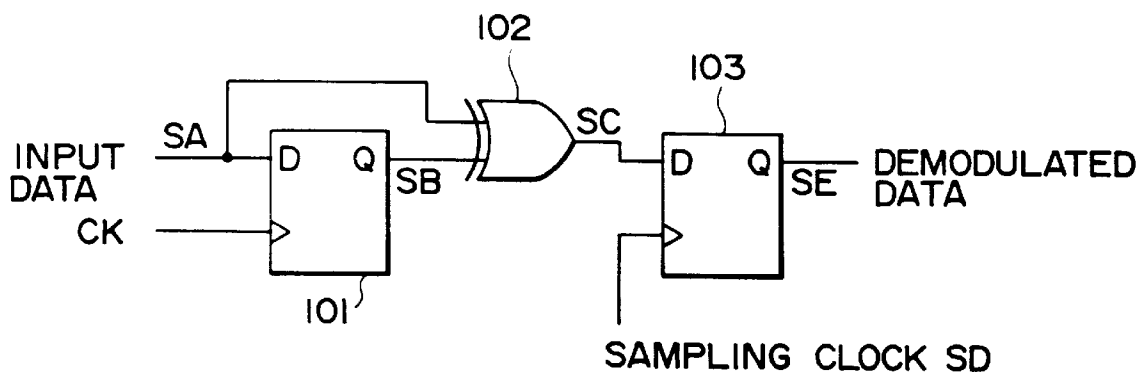 102
103
SA
SC
INPUT
DATA
D
Q
SB
D
Q
SE
DEMODULATED
DATA
CK
101
SAMPLING CLOCK SD